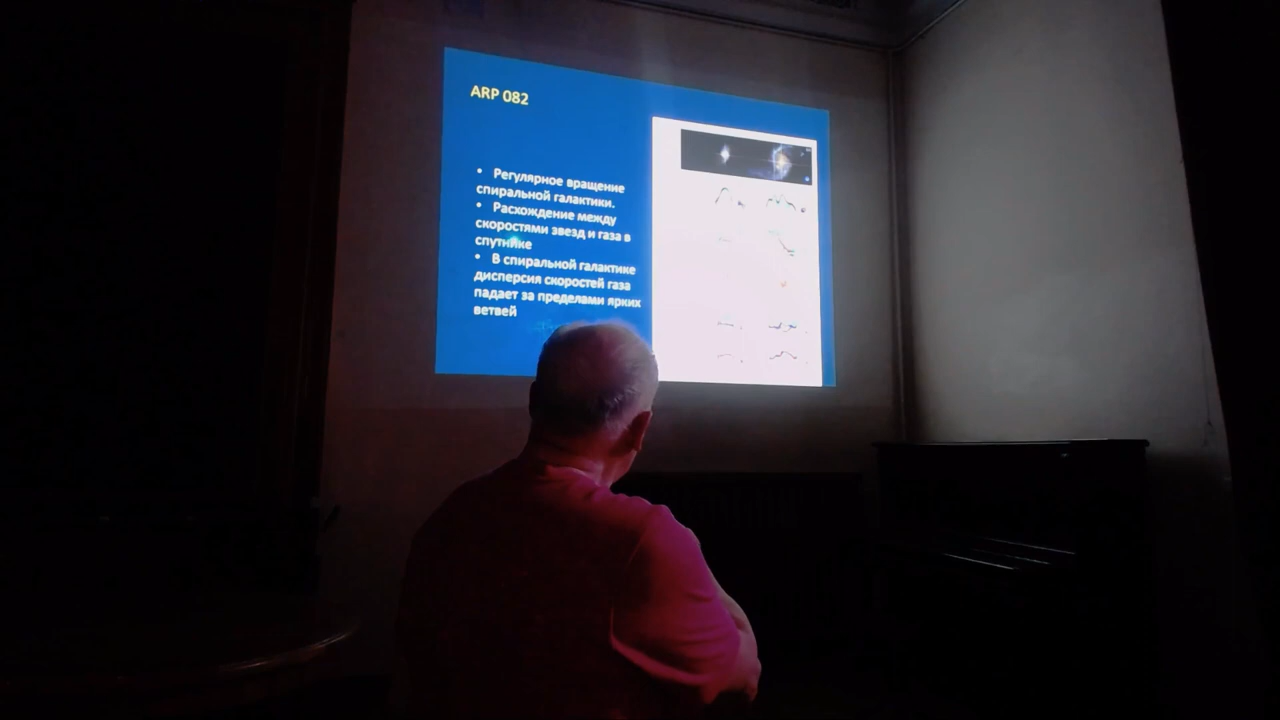 ARP 082
• Регулярное вращение
спиральной галактики.
• Расхождение между
скоростями звезд и газа в
спутнике
• В спиральной галактике
дисперсия скоростей газа
падает за пределами ярких
ветвей